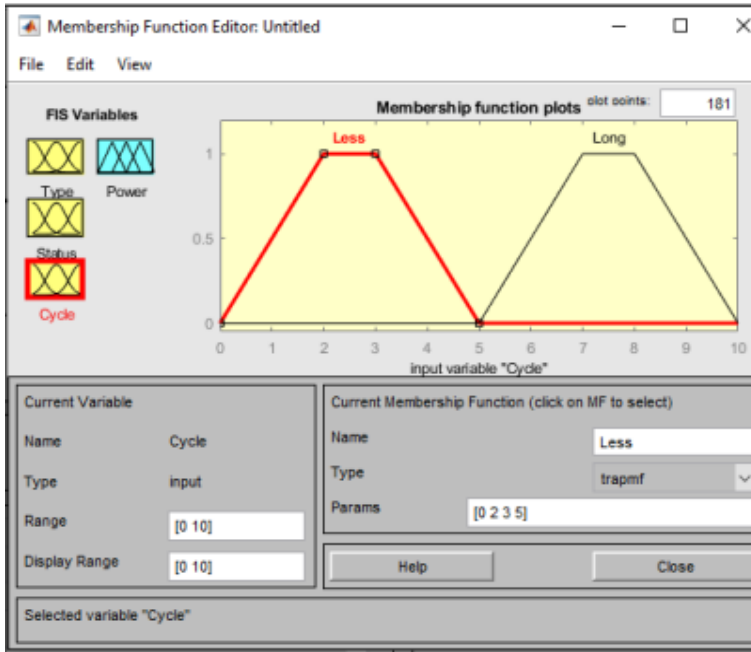 Membership Function Editor: Untitled
File Edit View
FIS Variables
Type Power
Status
Cycle
Membership function plots plot points: 181
Less Long
1
0.5
0
0 1 2 3 4 5 6 7 8 9 10
input variable "Cycle"
Current Variable
Name Cycle
Type input
Range [0 10]
Display Range [0 10]
Current Membership Function (click on MF to select)
Name Less
Type trapmf
Params [0 2 3 5]
Help Close
Selected variable "Cycle"